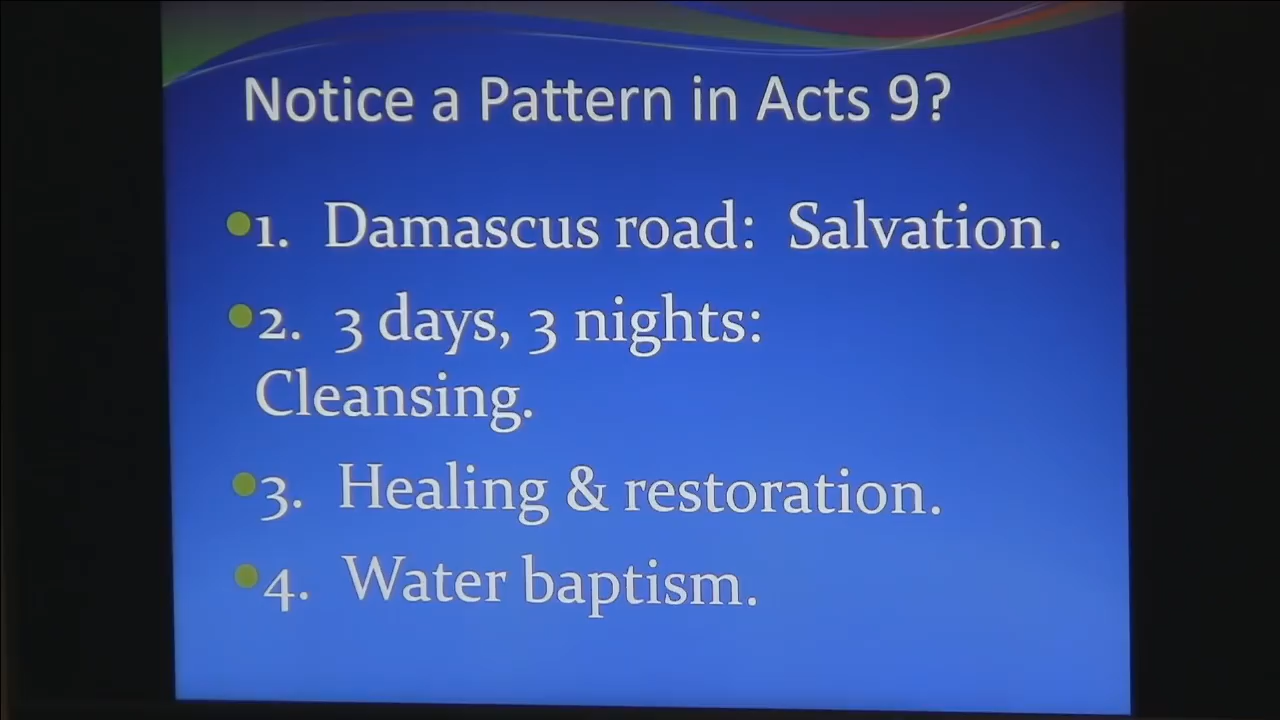 Notice a Pattern in Acts 9?
1. Damascus road: Salvation.
2. 3 days, 3 nights:
Cleansing.
3. Healing & restoration.
4. Water baptism.